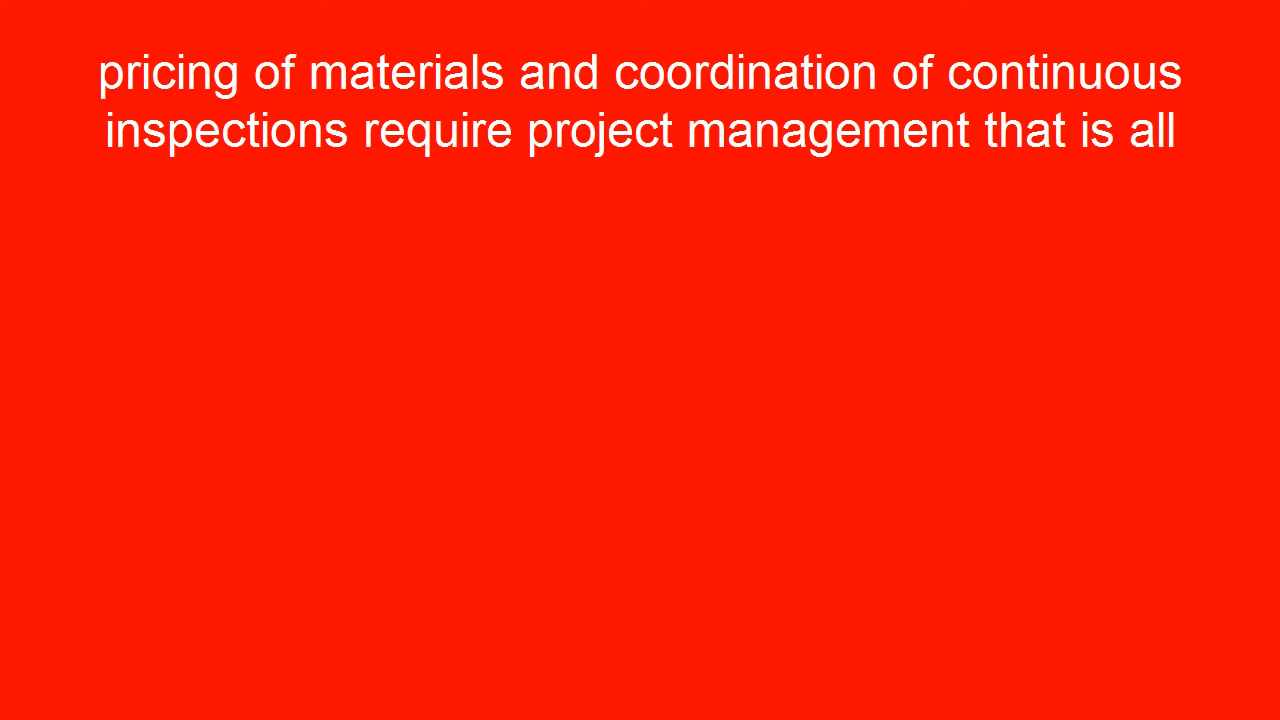 pricing of materials and coordination of continuous
inspections require project management that is all